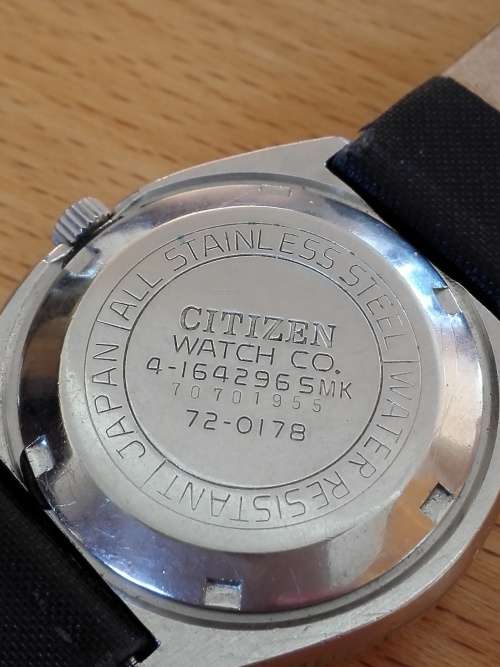 ALL STAINLESS STEEL
WATER RESISTANT
JAPAN
CITIZEN
WATCH CO.
4-164296 SMK
70701955
72-0178